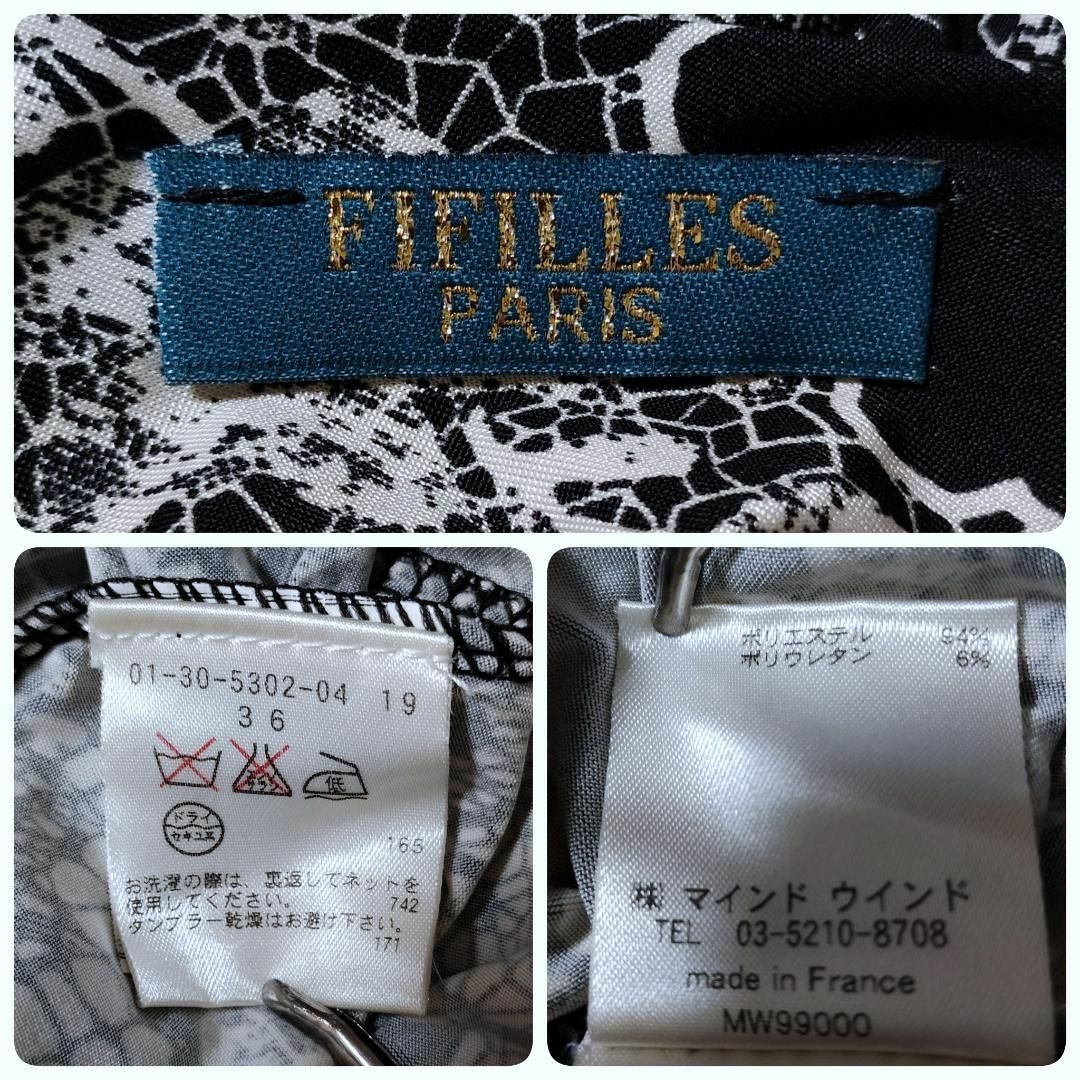 FIFILLES
PARIS
01-30-5302-04 19
36
低
ドライ
セキユ系
165
お洗濯の際は、裏返してネットを
使用してください。 742
タンブラー乾燥はお避け下さい。
171
ポリエステル 94%
ポリウレタン 6%
㈱ マインド ウインド
TEL 03-5210-8708
made in France
MW99000